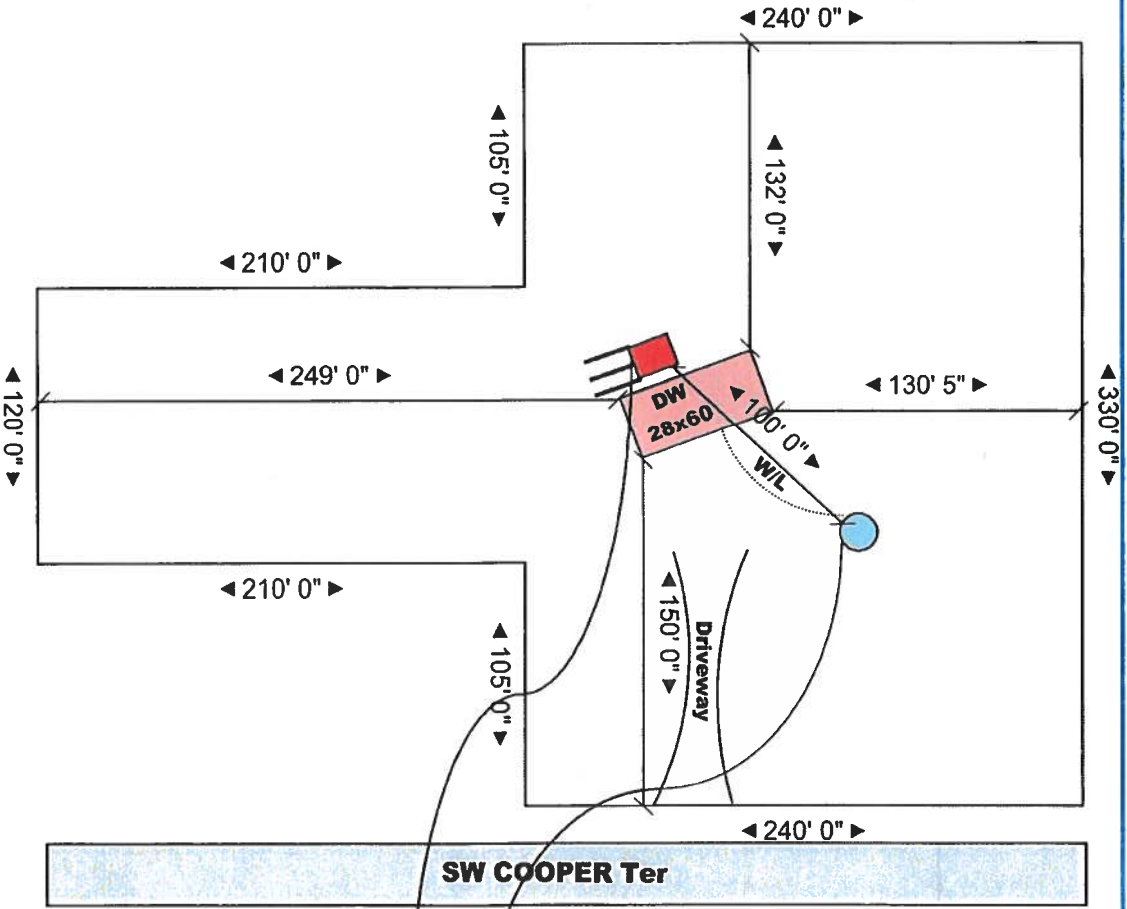 240' 0"
105' 0"
132' 0"
210' 0"
249' 0"
130' 5"
120' 0"
330' 0"
DW
28x60
100' 0"
W/L
210' 0"
105' 0"
150' 0"
Driveway
240' 0"
SW COOPER Ter